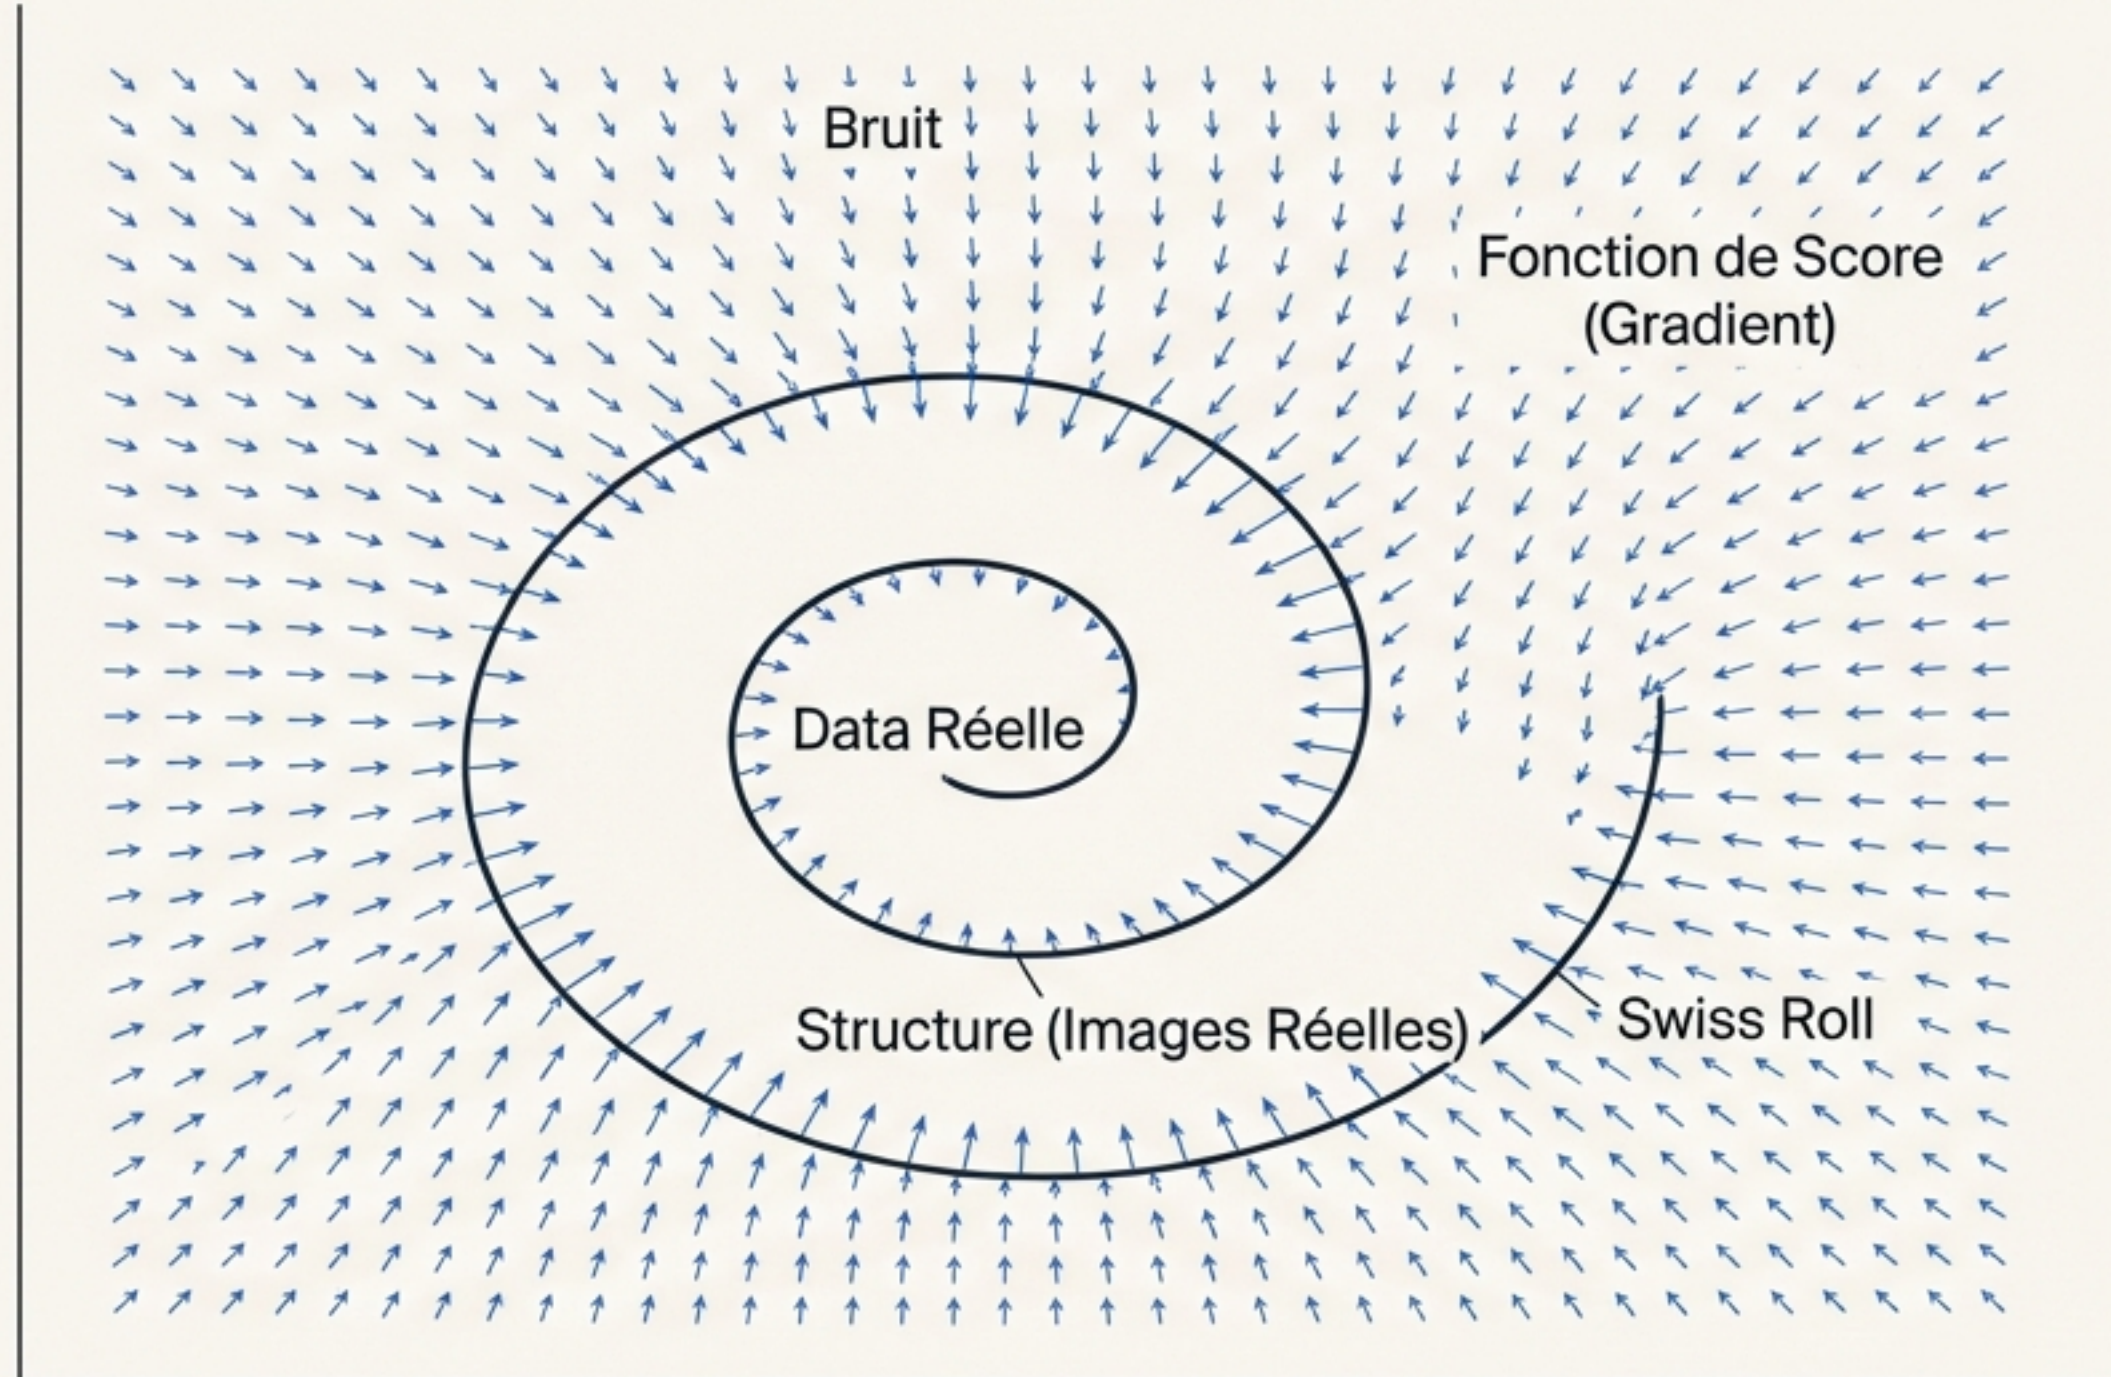 Bruit
Fonction de Score
(Gradient)
Data Réelle
Structure (Images Réelles)
Swiss Roll